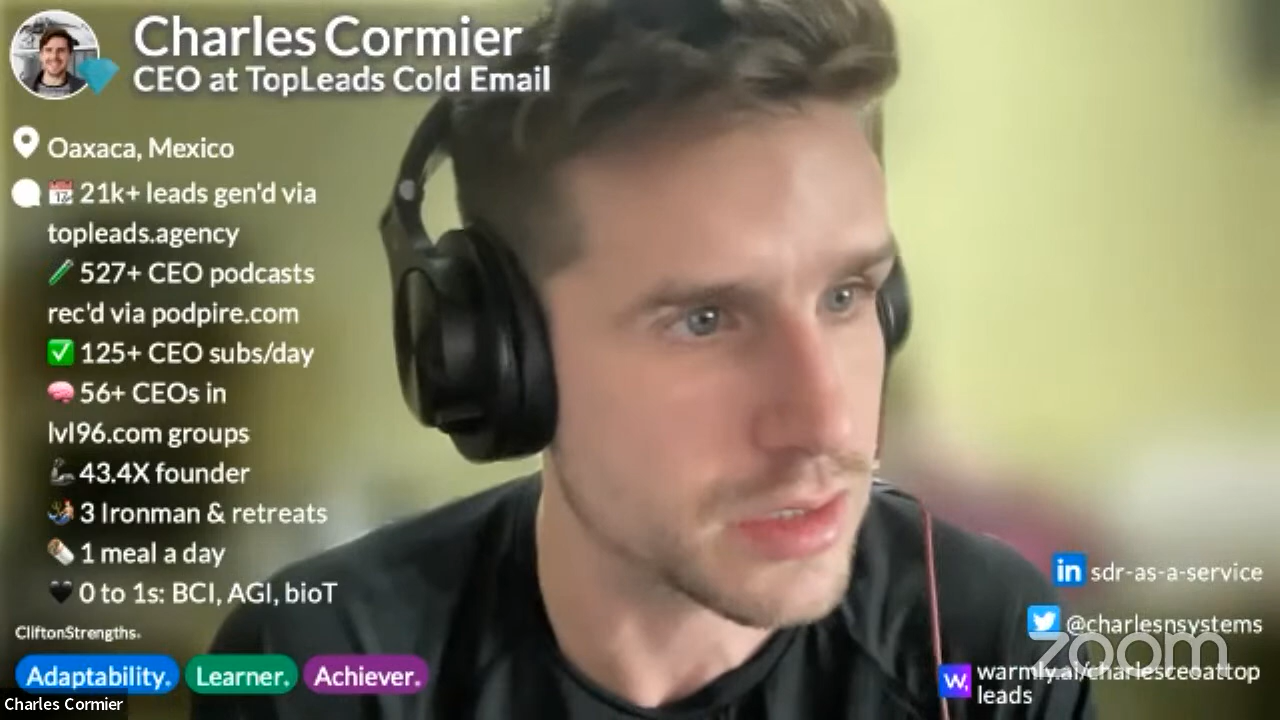 Charles Cormier
CEO at TopLeads Cold Email
Oaxaca, Mexico
21k+ leads gen'd via
topleads.agency
527+ CEO podcasts
rec'd via podpire.com
125+ CEO subs/day
56+ CEOs in
lvl96.com groups
43.4X founder
3 Ironman & retreats
1 meal a day
0 to 1s: BCI, AGI, bioT
CliftonStrengths.
Adaptability. Learner. Achiever.
Charles Cormier
in sdr-as-a-service
@charlesnsystems
zoom
w. warmly.ai/charlesceoattop
leads